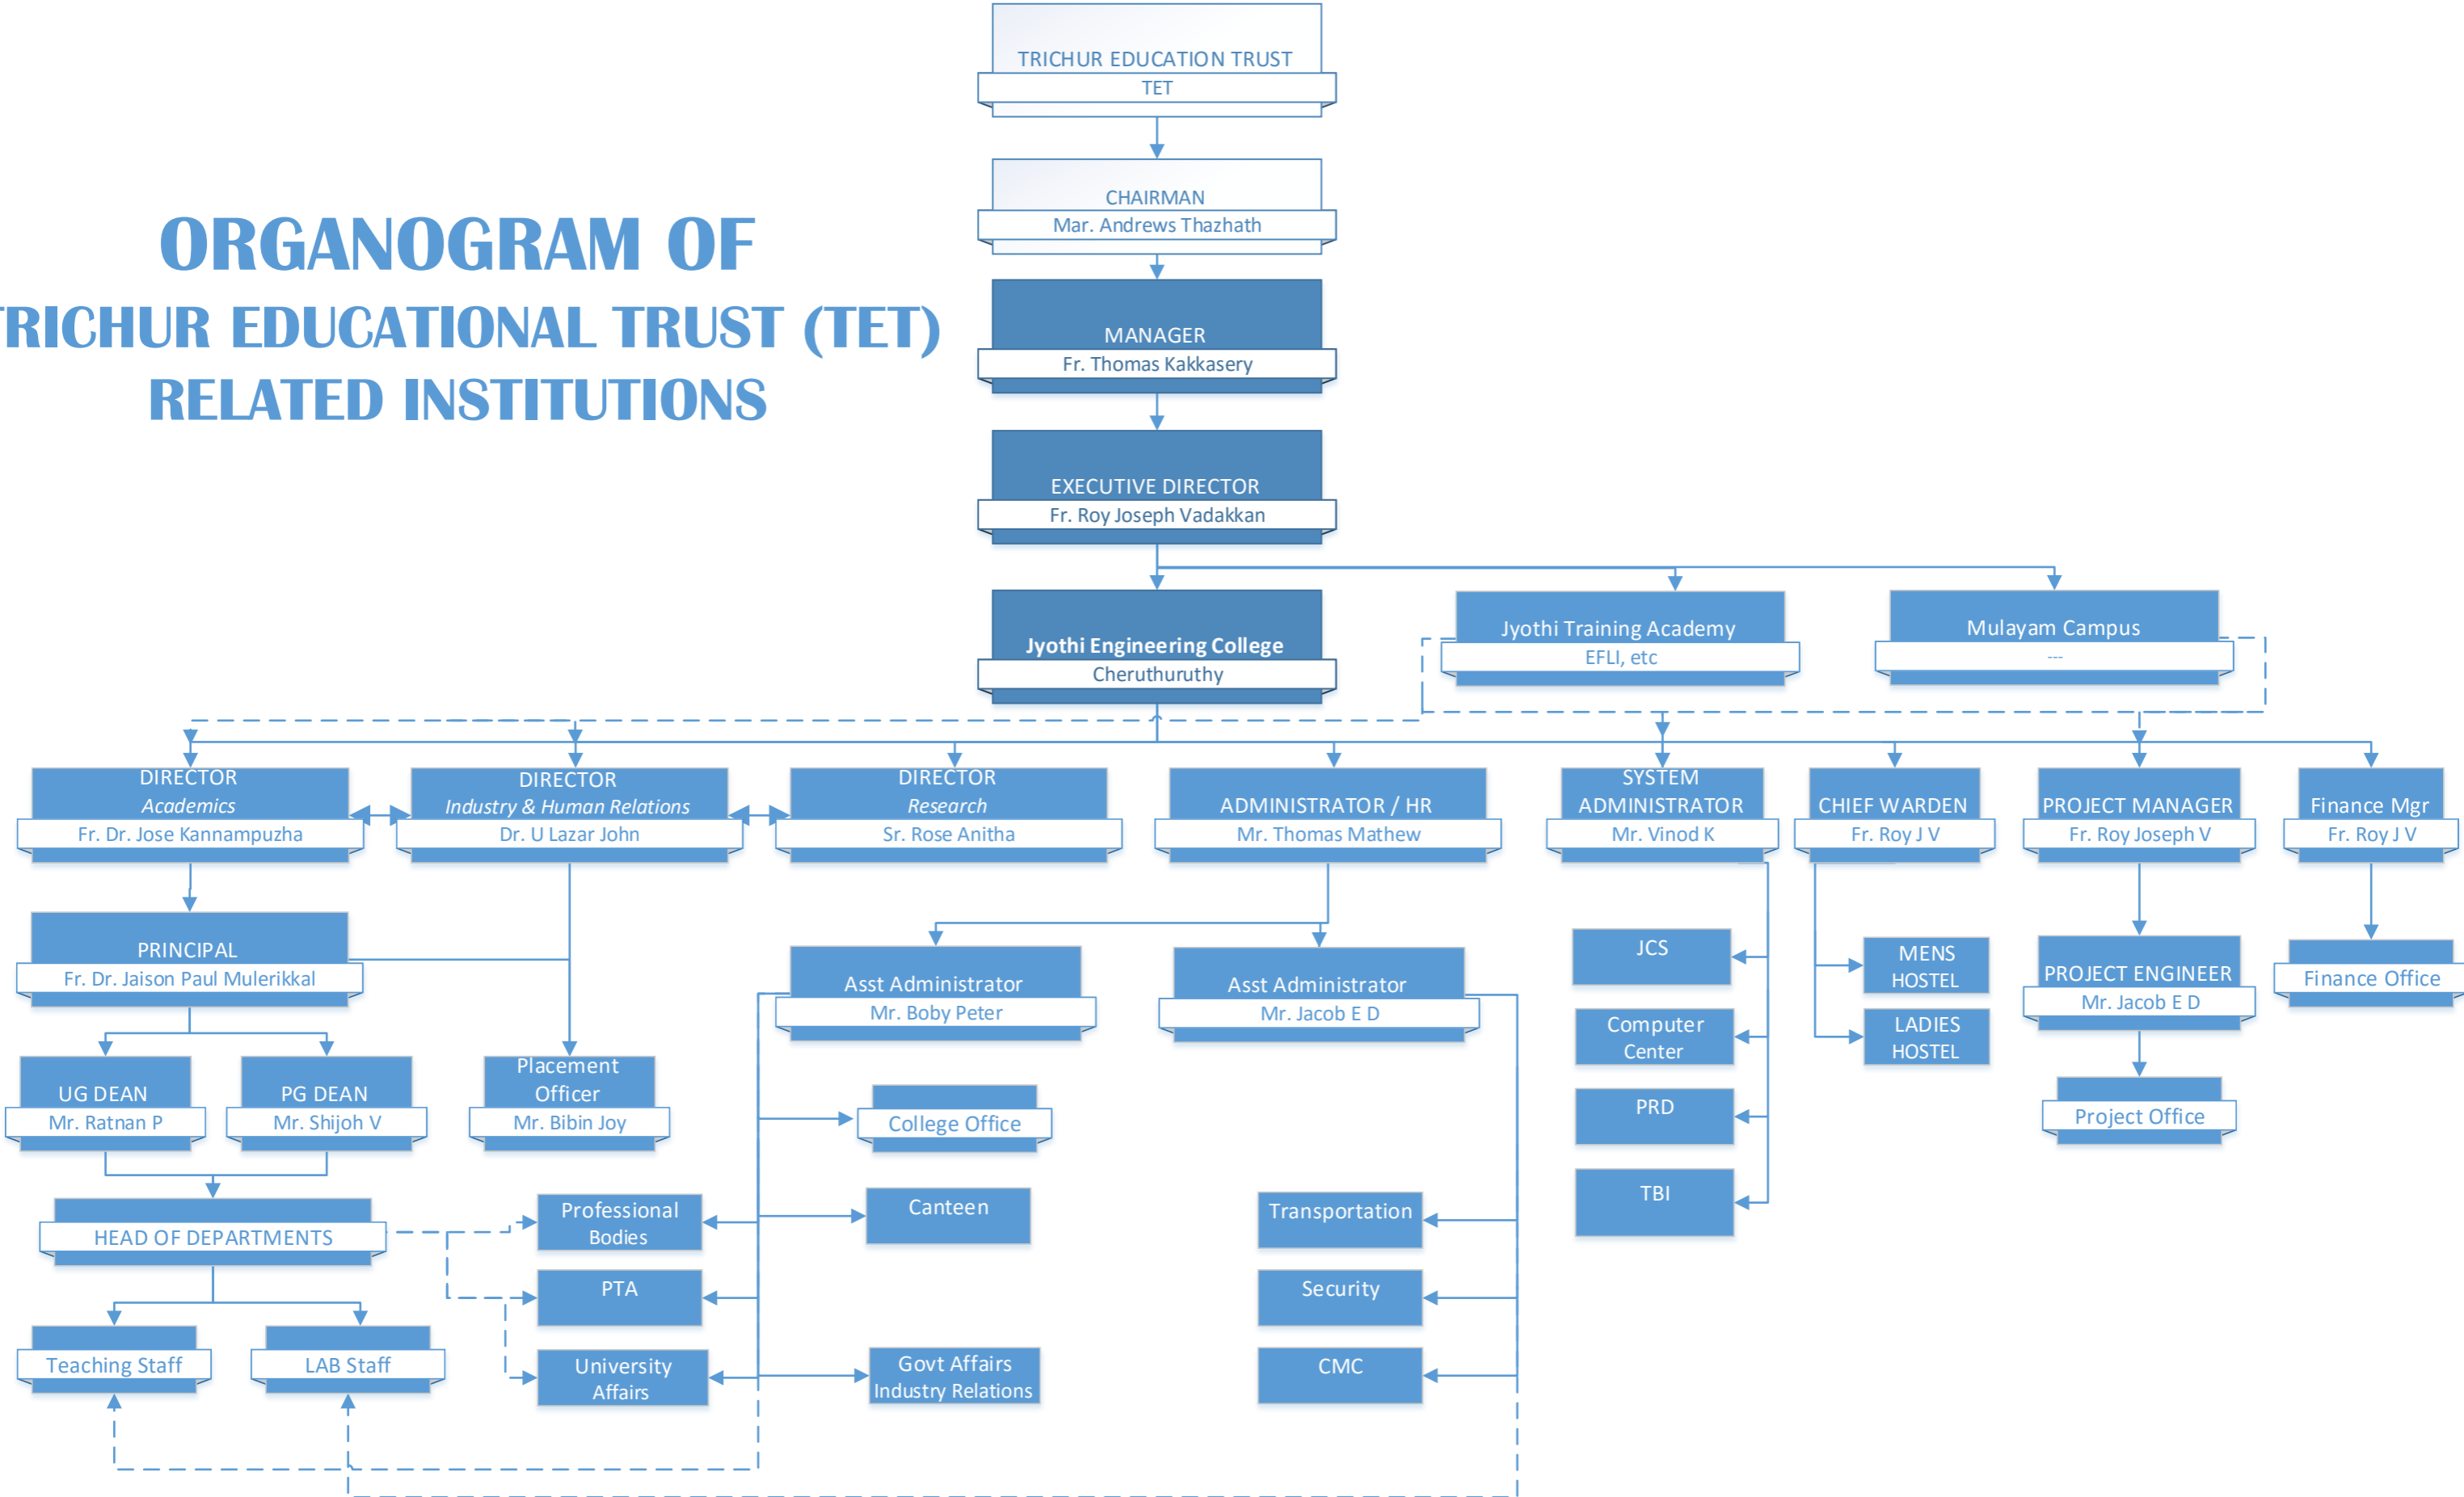 TRICHUR EDUCATION TRUST
TET
CHAIRMAN
Mar. Andrews Thazhath
ORGANOGRAM OF
TRICHUR EDUCATIONAL TRUST (TET)
RELATED INSTITUTIONS
MANAGER
Fr. Thomas Kakkasery
EXECUTIVE DIRECTOR
Fr. Roy Joseph Vadakkan
Jyothi Engineering College
Cheruthuruthy
Jyothi Training Academy
EFLI, etc
Mulayam Campus
---
DIRECTOR
Academics
Fr. Dr. Jose Kannampuzha
DIRECTOR
Industry & Human Relations
Dr. U Lazar John
DIRECTOR
Research
Sr. Rose Anitha
ADMINISTRATOR / HR
Mr. Thomas Mathew
SYSTEM
ADMINISTRATOR
Mr. Vinod K
CHIEF WARDEN
Fr. Roy J V
PROJECT MANAGER
Fr. Roy Joseph V
Finance Mgr
Fr. Roy J V
PRINCIPAL
Fr. Dr. Jaison Paul Mulerikkal
Asst Administrator
Mr. Boby Peter
Asst Administrator
Mr. Jacob E D
JCS
Computer
Center
PRD
TBI
MENS
HOSTEL
LADIES
HOSTEL
PROJECT ENGINEER
Mr. Jacob E D
Project Office
Finance Office
UG DEAN
Mr. Ratnan P
PG DEAN
Mr. Shijoh V
Placement
Officer
Mr. Bibin Joy
College Office
Canteen
Govt Affairs
Industry Relations
HEAD OF DEPARTMENTS
Professional
Bodies
PTA
University
Affairs
Transportation
Security
CMC
Teaching Staff
LAB Staff